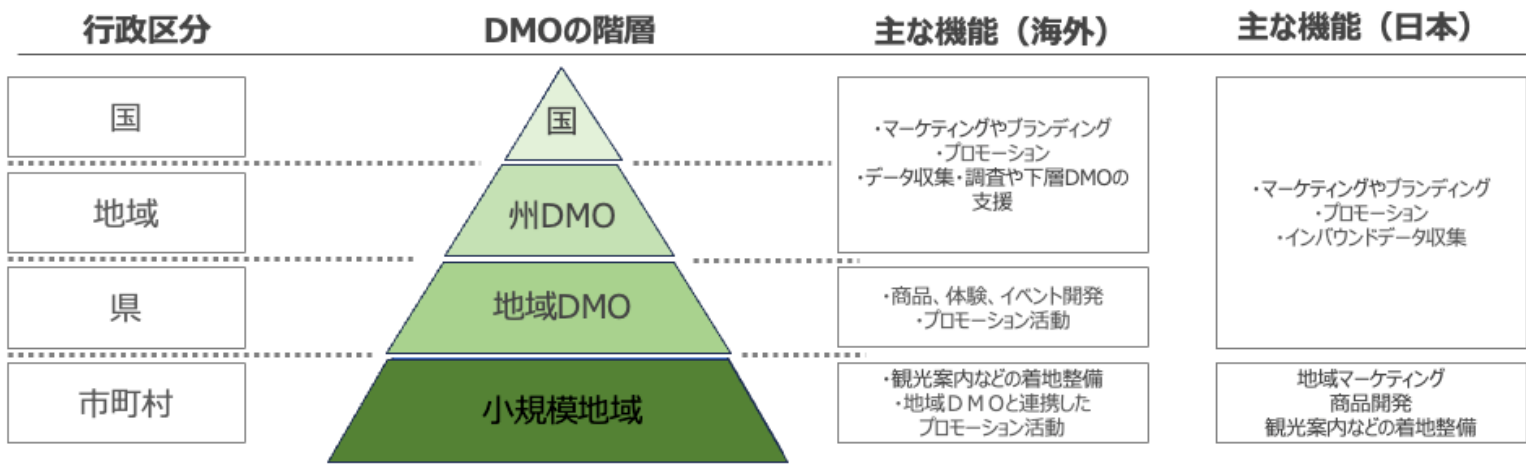 行政区分
DMOの階層
主な機能（海外）
主な機能（日本）
国
国
・マーケティングやブランディング
・プロモーション
・データ収集・調査や下層DMOの
支援
・マーケティングやブランディング
・プロモーション
・インバウンドデータ収集
地域
州DMO
県
地域DMO
・商品、体験、イベント開発
・プロモーション活動
市町村
小規模地域
・観光案内などの着地整備
・地域ＤＭＯと連携した
プロモーション活動
地域マーケティング
商品開発
観光案内などの着地整備